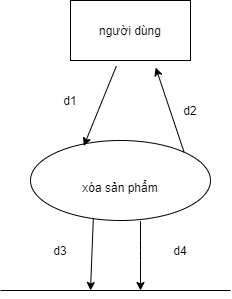 người dùng
d1
d2
xóa sản phẩm
d3
d4